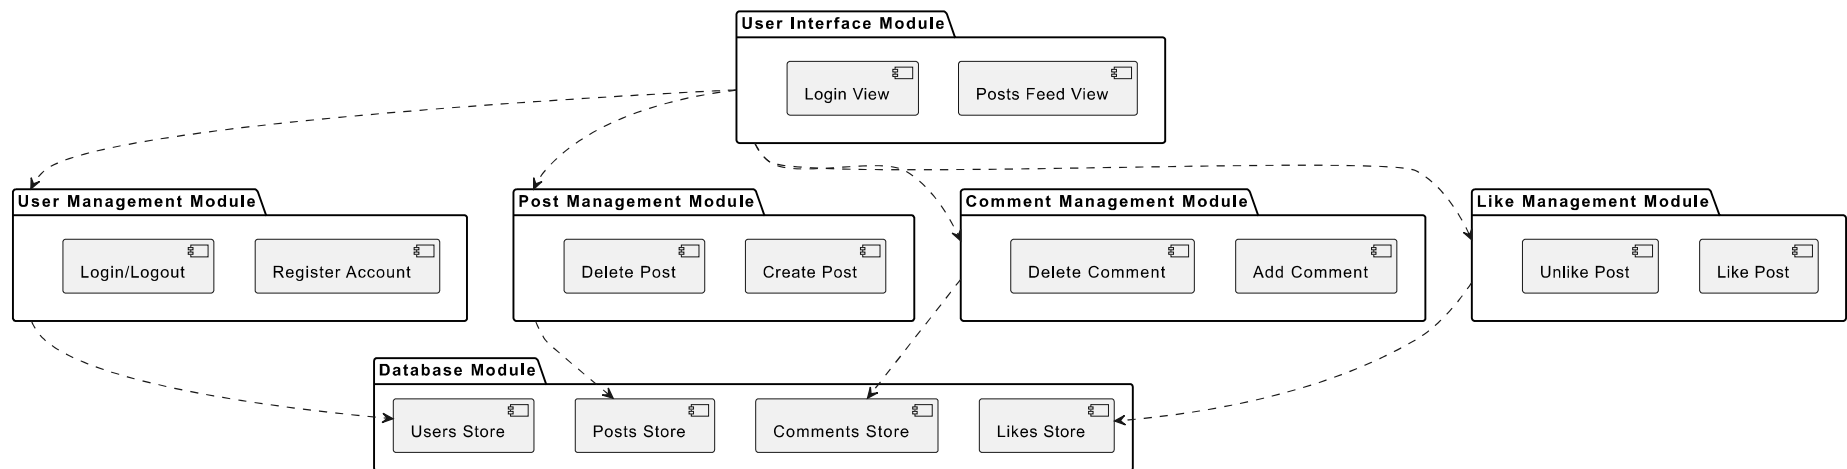 User Interface Module
Login View
Posts Feed View
User Management Module
Post Management Module
Comment Management Module
Like Management Module
Login/Logout
Register Account
Delete Post
Create Post
Delete Comment
Add Comment
Unlike Post
Like Post
Database Module
Users Store
Posts Store
Comments Store
Likes Store